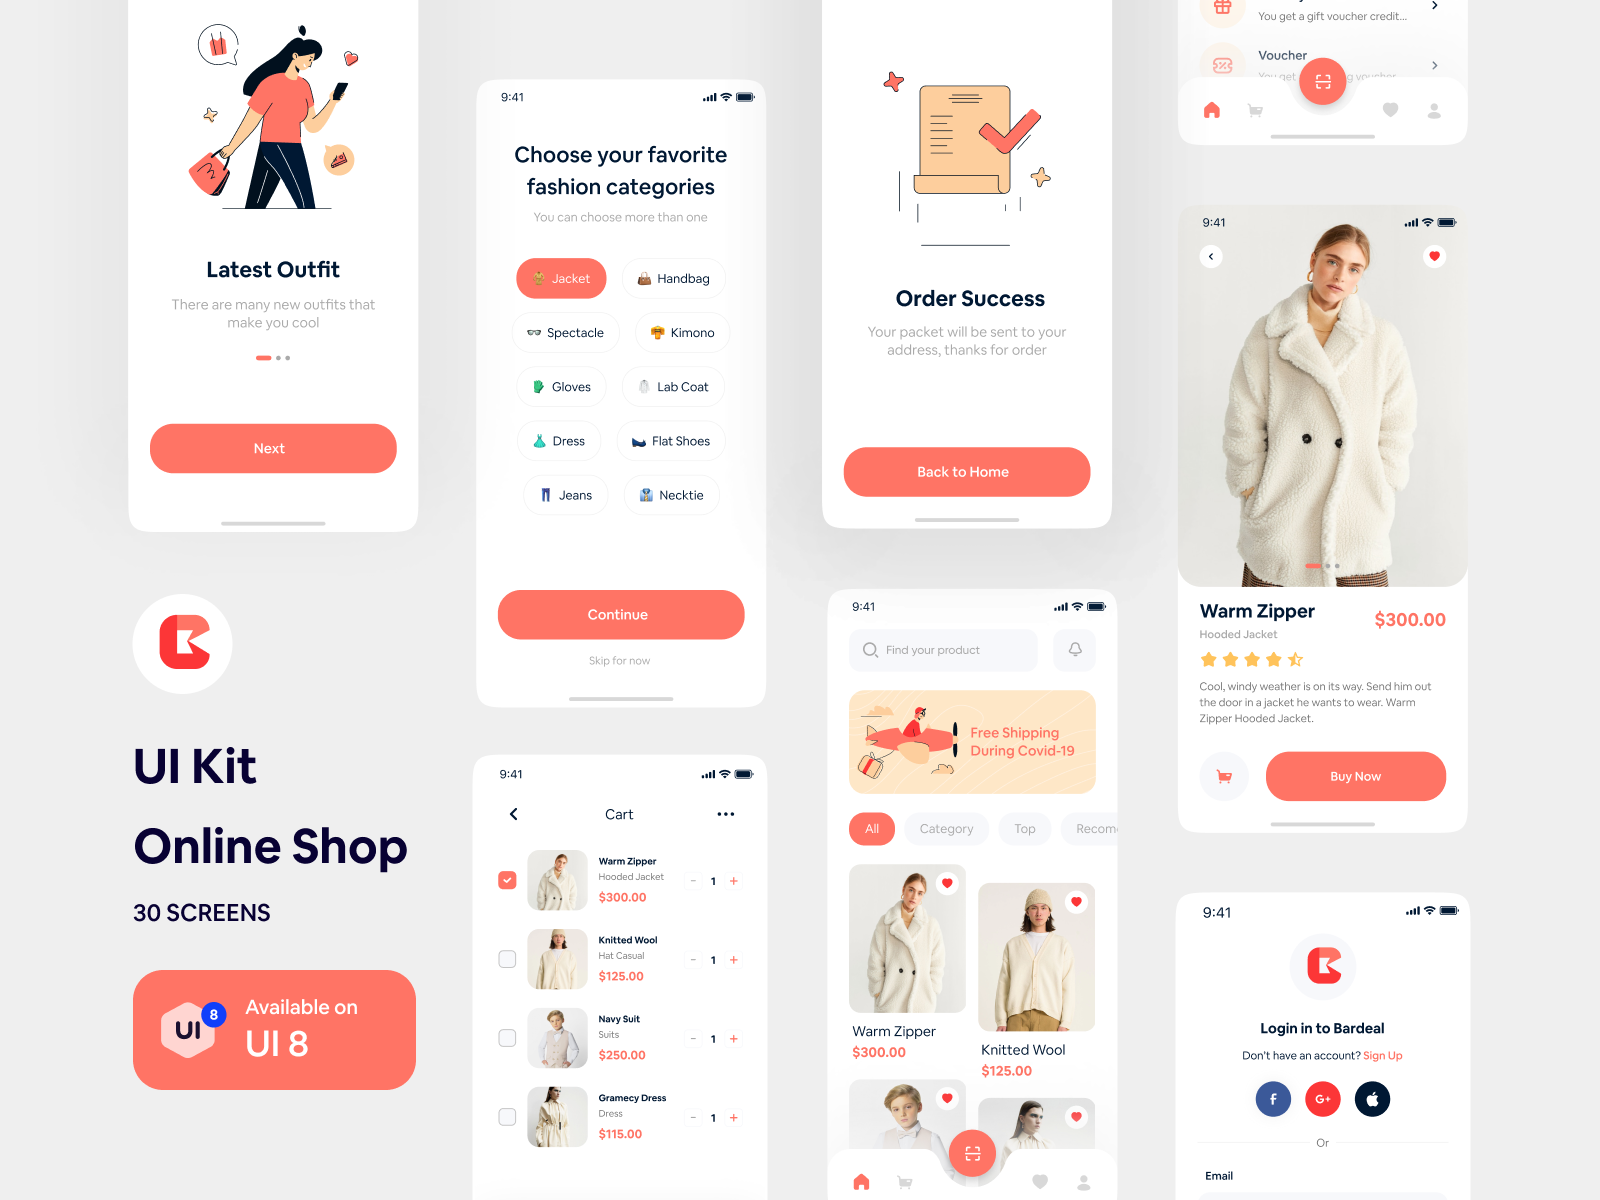 Latest Outfit
There are many new outfits that
make you cool
Next
UI Kit
Online Shop
30 SCREENS
UI
8
Available on
UI 8
9:41
Choose your favorite
fashion categories
You can choose more than one
Jacket
Handbag
Spectacle
Kimono
Gloves
Lab Coat
Dress
Flat Shoes
Jeans
Necktie
Continue
Skip for now
9:41
Cart
Warm Zipper
Hooded Jacket
$300.00
- 1 +
Knitted Wool
Hat Casual
$125.00
- 1 +
Navy Suit
Suits
$250.00
- 1 +
Gramecy Dress
Dress
$115.00
- 1 +
Order Success
Your packet will be sent to your
address, thanks for order
Back to Home
9:41
Find your product
Free Shipping
During Covid-19
All
Category
Top
Recom
Warm Zipper
$300.00
Knitted Wool
$125.00
You get a gift voucher credit...
Voucher
You get
voucher
9:41
Warm Zipper
$300.00
Hooded Jacket
Cool, windy weather is on its way. Send him out
the door in a jacket he wants to wear. Warm
Zipper Hooded Jacket.
Buy Now
9:41
Login in to Bardeal
Don't have an account? Sign Up
f
G+
Or
Email